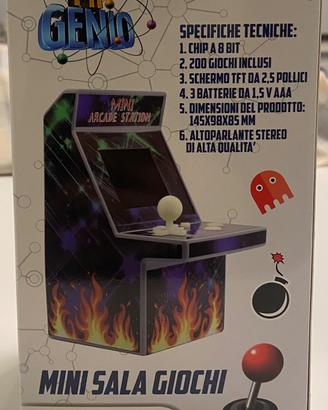 GENIO
SPECIFICHE TECNICHE:
1. CHIP A 8 BIT
2. 200 GIOCHI INCLUSI
3. SCHERMO TFT DA 2,5 POLLICI
4. 3 BATTERIE DA 1,5 V AAA
5. DIMENSIONI DEL PRODOTTO:
145X98X85 MM
6. ALTOPARLANTE STEREO
DI ALTA QUALITA'
MINI
ARCADE STATION
MINI SALA GIOCHI